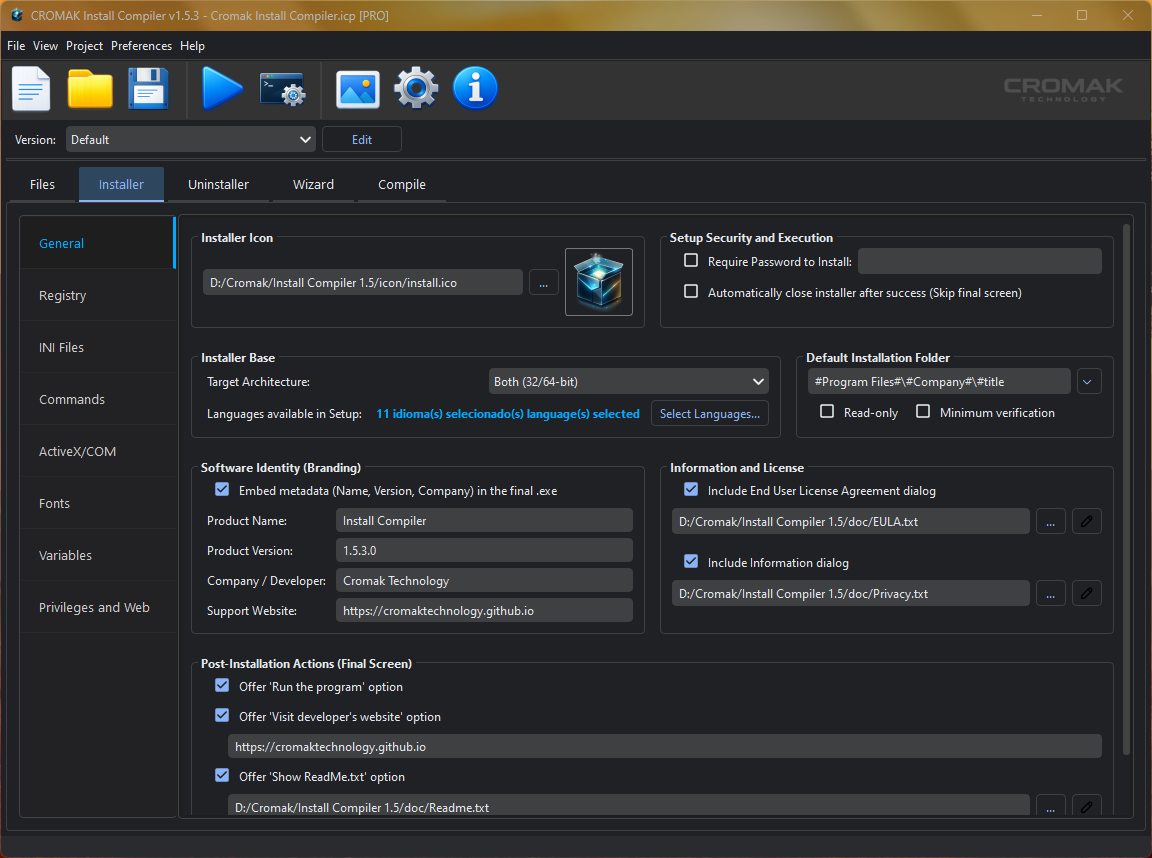 CROMAK Install Compiler v1.5.3 - Cromak Install Compiler.icp [PRO]
File View Project Preferences Help
CROMAK
TECHNOLOGY
Version: Default Edit
Files Installer Uninstaller Wizard Compile
General
Registry
INI Files
Commands
ActiveX/COM
Fonts
Variables
Privileges and Web
Installer Icon
D:/Cromak/Install Compiler 1.5/icon/install.ico ...
Setup Security and Execution
Require Password to Install:
Automatically close installer after success (Skip final screen)
Installer Base
Target Architecture: Both (32/64-bit)
Languages available in Setup: 11 idioma(s) selecionado(s) language(s) selected Select Languages...
Default Installation Folder
#Program Files#\#Company#\#title
Read-only Minimum verification
Software Identity (Branding)
Embed metadata (Name, Version, Company) in the final .exe
Product Name: Install Compiler
Product Version: 1.5.3.0
Company / Developer: Cromak Technology
Support Website: https://cromaktechnology.github.io
Information and License
Include End User License Agreement dialog
D:/Cromak/Install Compiler 1.5/doc/EULA.txt ...
Include Information dialog
D:/Cromak/Install Compiler 1.5/doc/Privacy.txt ...
Post-Installation Actions (Final Screen)
Offer 'Run the program' option
Offer 'Visit developer's website' option
https://cromaktechnology.github.io
Offer 'Show ReadMe.txt' option
D:/Cromak/Install Compiler 1.5/doc/Readme.txt ...